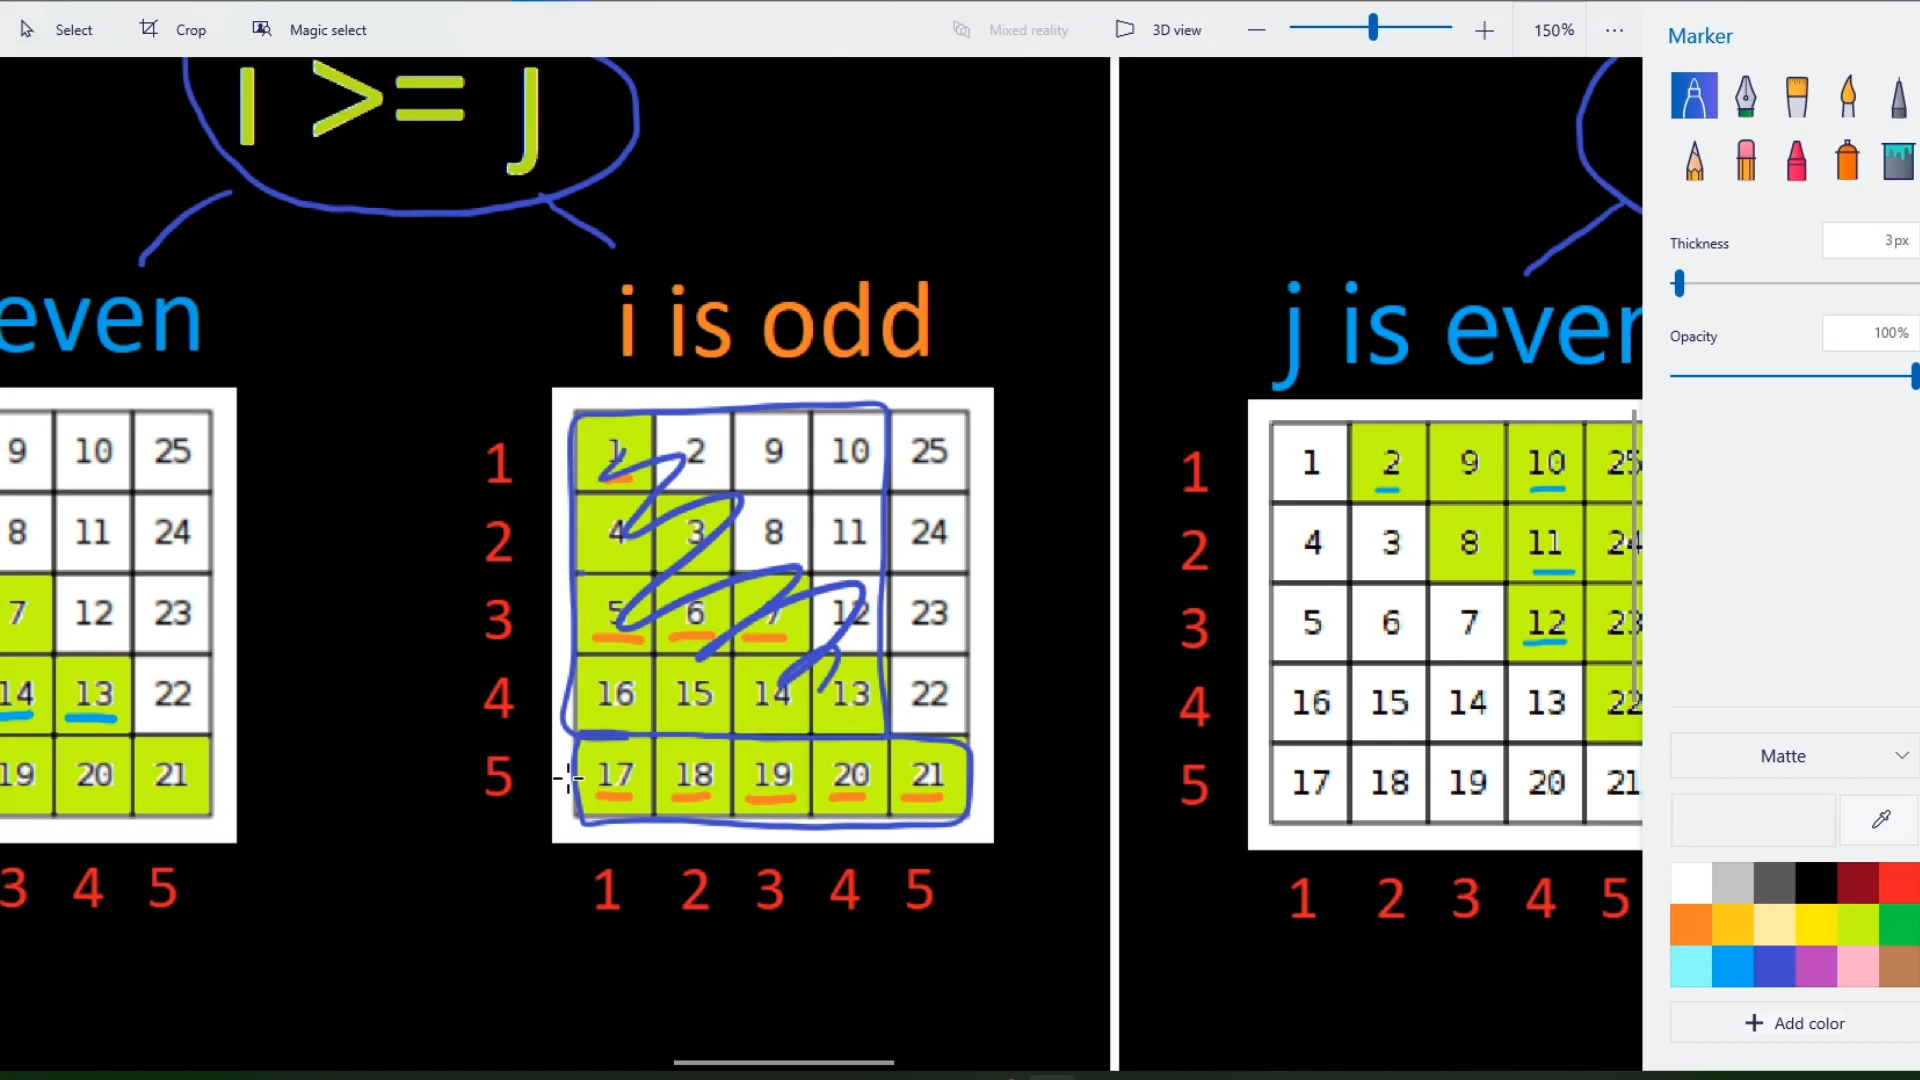 Select Crop Magic select Mixed reality 3D view 150%
Marker
i >= j
Thickness 3px
Opacity 100%
even
9 10 25
8 11 24
7 12 23
14 13 22
19 20 21
3 4 5
i is odd
1 1 2 9 10 25
2 4 3 8 11 24
3 5 6 7 12 23
4 16 15 14 13 22
5 17 18 19 20 21
1 2 3 4 5
j is even
1 1 2 9 10 25
2 4 3 8 11 24
3 5 6 7 12 23
4 16 15 14 13 22
5 17 18 19 20 21
1 2 3 4 5
Matte
Add color